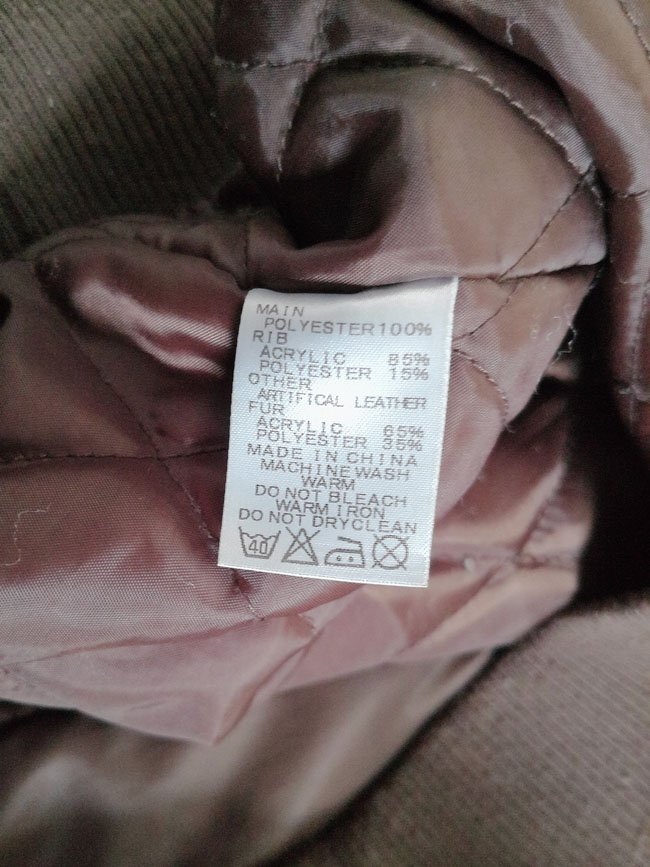 MAIN
POLYESTER100%
RIB
ACRYLIC 85%
POLYESTER 15%
OTHER
ARTIFICAL LEATHER
FUR
ACRYLIC 65%
POLYESTER 35%
MADE IN CHINA
MACHINE WASH
WARM
DO NOT BLEACH
WARM IRON
DO NOT DRYCLEAN
40